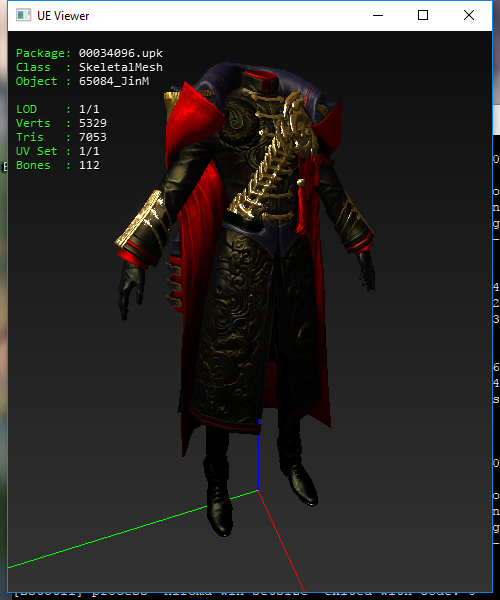 UE Viewer
Package: 00034096.upk
Class : SkeletalMesh
Object : 65084_JinM
LOD : 1/1
Verts : 5329
Tris : 7053
UV Set : 1/1
Bones : 112